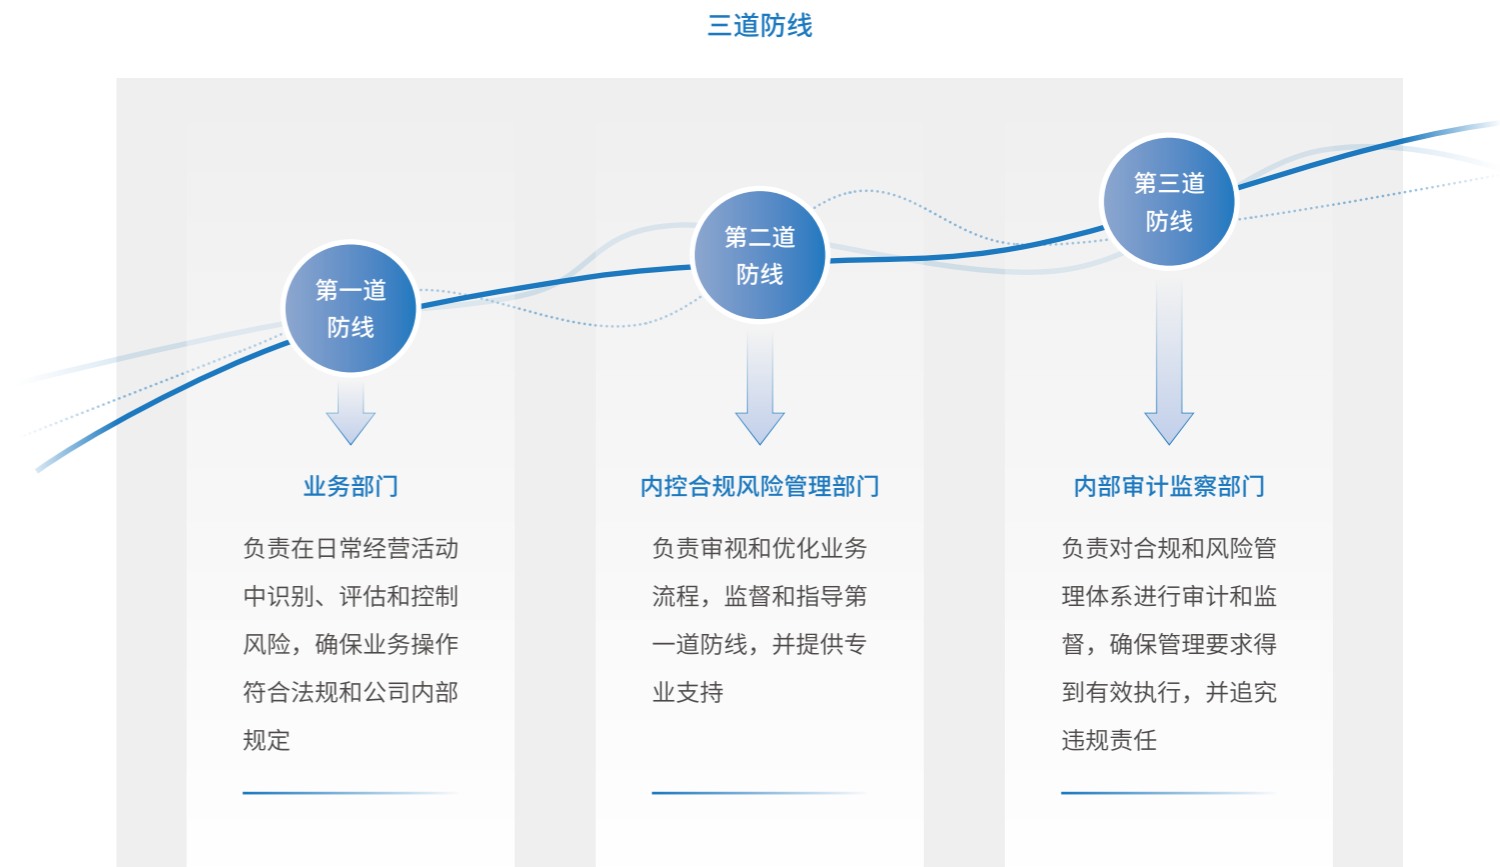 三道防线
第一道
防线
业务部门
负责在日常经营活动
中识别、评估和控制
风险，确保业务操作
符合法规和公司内部
规定
第二道
防线
内控合规风险管理部门
负责审视和优化业务
流程，监督和指导第
一道防线，并提供专
业支持
第三道
防线
内部审计监察部门
负责对合规和风险管
理体系进行审计和监
督，确保管理要求得
到有效执行，并追究
违规责任